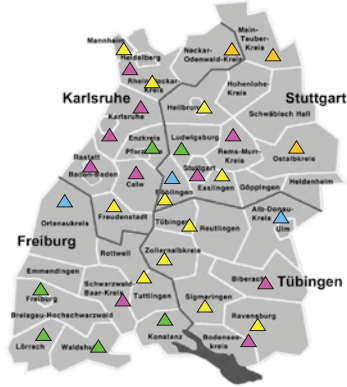 Mannheim
Heidelberg
Rhein-Neckar-
Kreis
Neckar-
Odenwald-Kreis
Main-
Tauber-
Kreis
Karlsruhe
Karlsruhe
Heilbronn
Hohenlohe-
Kreis
Stuttgart
Schwäbisch Hall
Enzkreis
Pforzheim
Ludwigsburg
Rems-Murr-
Kreis
Ostalbkreis
Rastatt
Baden-Baden
Calw
Stuttgart
Böblingen
Esslingen
Göppingen
Heidenheim
Freudenstadt
Ortenaukreis
Tübingen
Reutlingen
Alb-Donau-
Kreis
Ulm
Freiburg
Rottweil
Zollernalbkreis
Emmendingen
Freiburg
Schwarzwald-
Baar-Kreis
Tuttlingen
Sigmaringen
Biberach
Tübingen
Breisgau-Hochschwarzwald
Lörrach
Waldshut
Konstanz
Ravensburg
Bodensee-
kreis